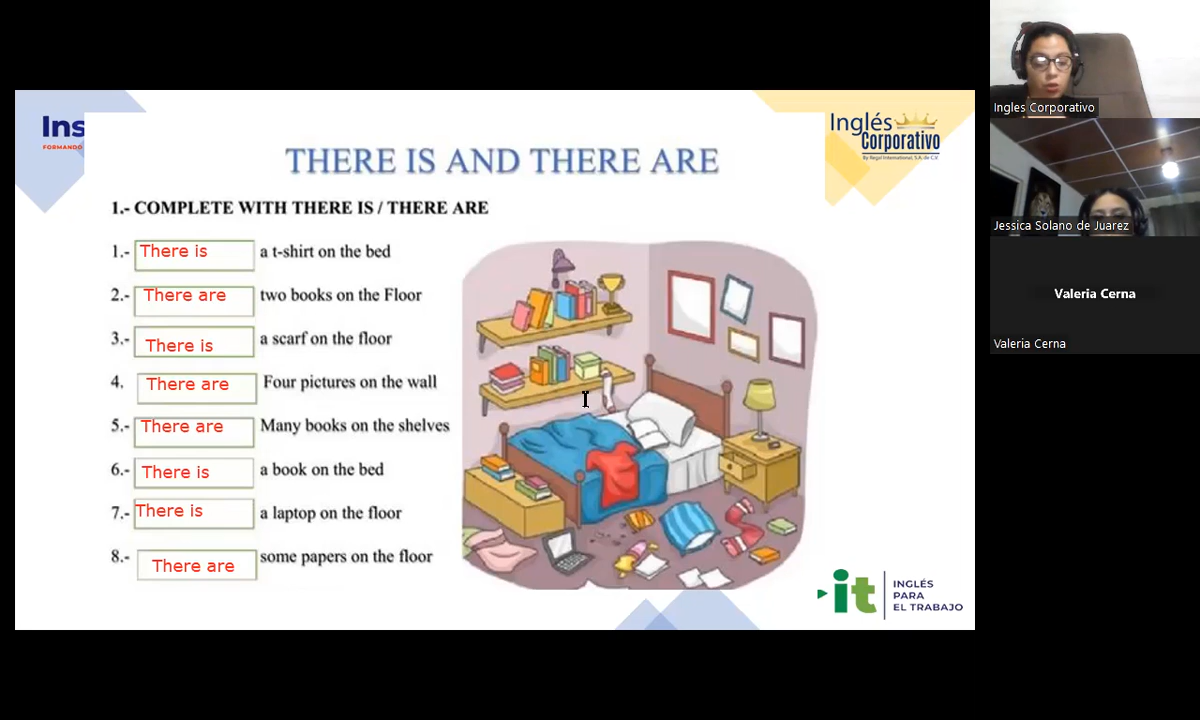 Ins
FORMANDO
Inglés
Corporativo
By Regal International, S.A. de C.V.
THERE IS AND THERE ARE
1.- COMPLETE WITH THERE IS / THERE ARE
1.- There is a t-shirt on the bed
2.- There are two books on the Floor
3.- There is a scarf on the floor
4. There are Four pictures on the wall
5.- There are Many books on the shelves
6.- There is a book on the bed
7.- There is a laptop on the floor
8.- There are some papers on the floor
it
INGLÉS
PARA
EL TRABAJO
Ingles Corporativo
Jessica Solano de Juarez
Valeria Cerna
Valeria Cerna